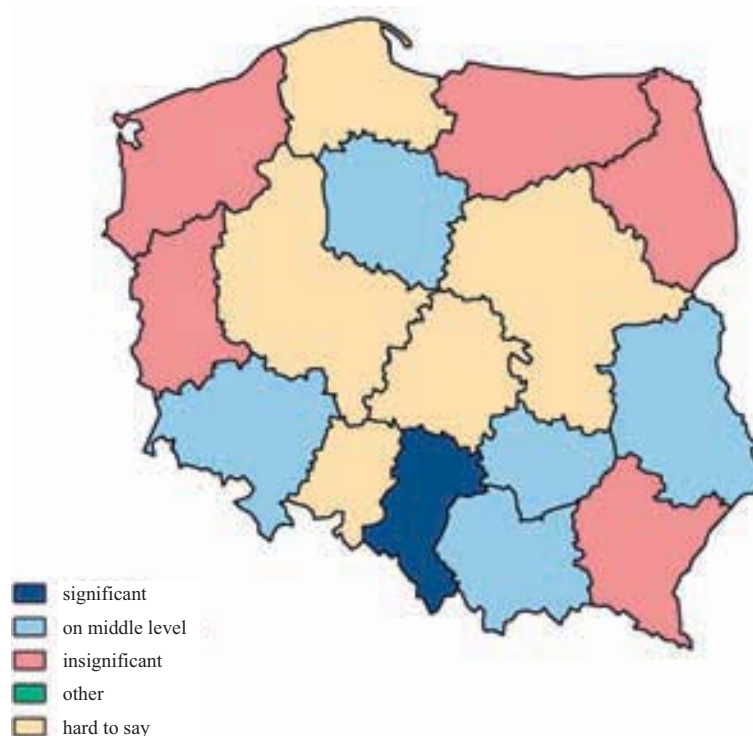 significant
on middle level
insignificant
other
hard to say